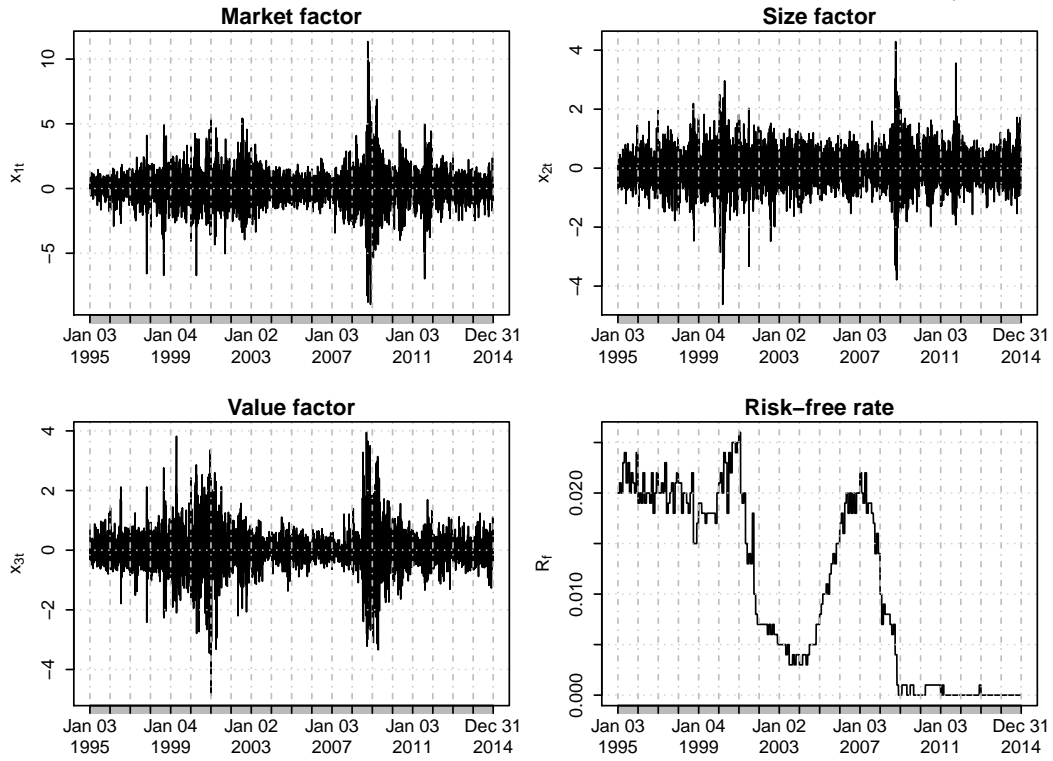 Market factor
x1t
10
5
0
−5
Jan 03 1995
Jan 04 1999
Jan 02 2003
Jan 03 2007
Jan 03 2011
Dec 31 2014
Size factor
x2t
4
2
0
−2
−4
Jan 03 1995
Jan 04 1999
Jan 02 2003
Jan 03 2007
Jan 03 2011
Dec 31 2014
Value factor
x3t
4
2
0
−2
−4
Jan 03 1995
Jan 04 1999
Jan 02 2003
Jan 03 2007
Jan 03 2011
Dec 31 2014
Risk−free rate
Rf
0.020
0.010
0.000
Jan 03 1995
Jan 04 1999
Jan 02 2003
Jan 03 2007
Jan 03 2011
Dec 31 2014